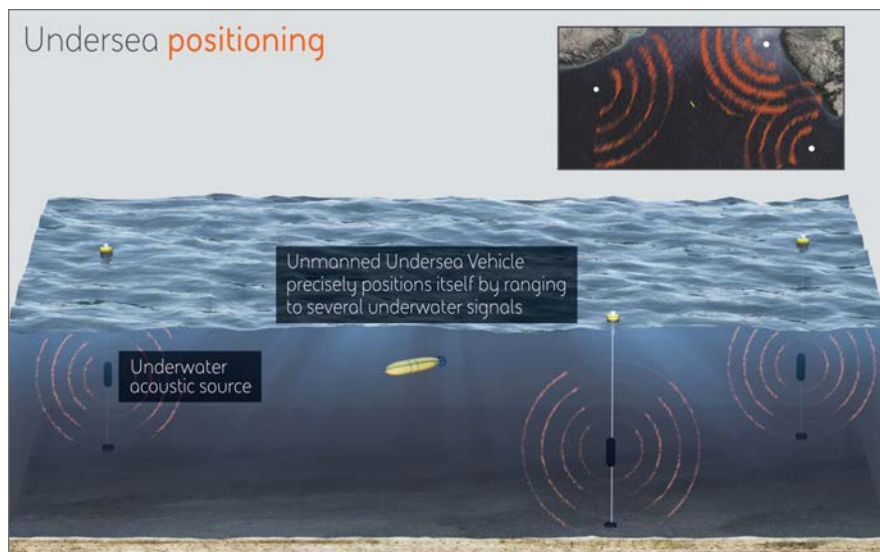 Undersea positioning
Unmanned Undersea Vehicle
precisely positions itself by ranging
to several underwater signals
Underwater
acoustic source